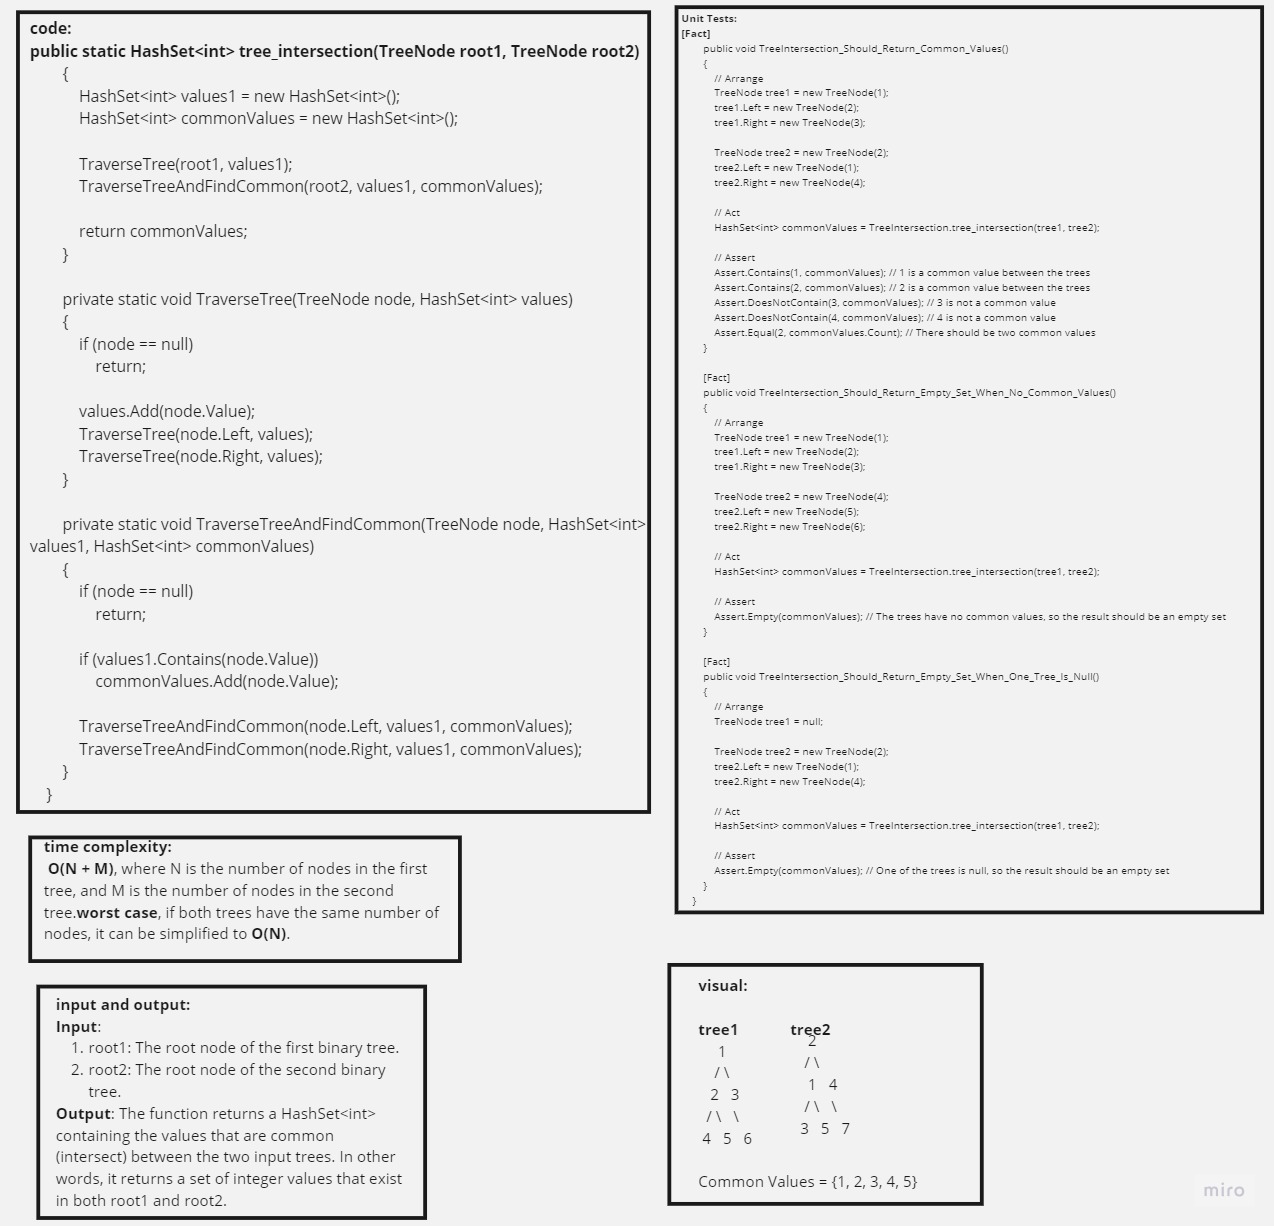 code:
public static HashSet<int> tree_intersection(TreeNode root1, TreeNode root2)
{
HashSet<int> values1 = new HashSet<int>();
HashSet<int> commonValues = new HashSet<int>();
TraverseTree(root1, values1);
TraverseTreeAndFindCommon(root2, values1, commonValues);
return commonValues;
}
private static void TraverseTree(TreeNode node, HashSet<int> values)
{
if (node == null)
return;
values.Add(node.Value);
TraverseTree(node.Left, values);
TraverseTree(node.Right, values);
}
private static void TraverseTreeAndFindCommon(TreeNode node, HashSet<int>
values1, HashSet<int> commonValues)
{
if (node == null)
return;
if (values1.Contains(node.Value))
commonValues.Add(node.Value);
TraverseTreeAndFindCommon(node.Left, values1, commonValues);
TraverseTreeAndFindCommon(node.Right, values1, commonValues);
}
}
time complexity:
O(N + M), where N is the number of nodes in the first
tree, and M is the number of nodes in the second
tree.worst case, if both trees have the same number of
nodes, it can be simplified to O(N).
input and output:
Input:
1. root1: The root node of the first binary tree.
2. root2: The root node of the second binary
tree.
Output: The function returns a HashSet<int>
containing the values that are common
(intersect) between the two input trees. In other
words, it returns a set of integer values that exist
in both root1 and root2.
Unit Tests:
[Fact]
public void TreeIntersection_Should_Return_Common_Values()
{
// Arrange
TreeNode tree1 = new TreeNode(1);
tree1.Left = new TreeNode(2);
tree1.Right = new TreeNode(3);
TreeNode tree2 = new TreeNode(2);
tree2.Left = new TreeNode(1);
tree2.Right = new TreeNode(4);
// Act
HashSet<int> commonValues = TreeIntersection.tree_intersection(tree1, tree2);
// Assert
Assert.Contains(1, commonValues); // 1 is a common value between the trees
Assert.Contains(2, commonValues); // 2 is a common value between the trees
Assert.DoesNotContain(3, commonValues); // 3 is not a common value
Assert.DoesNotContain(4, commonValues); // 4 is not a common value
Assert.Equal(2, commonValues.Count); // There should be two common values
}
[Fact]
public void TreeIntersection_Should_Return_Empty_Set_When_No_Common_Values()
{
// Arrange
TreeNode tree1 = new TreeNode(1);
tree1.Left = new TreeNode(2);
tree1.Right = new TreeNode(3);
TreeNode tree2 = new TreeNode(4);
tree2.Left = new TreeNode(5);
tree2.Right = new TreeNode(6);
// Act
HashSet<int> commonValues = TreeIntersection.tree_intersection(tree1, tree2);
// Assert
Assert.Empty(commonValues); // The trees have no common values, so the result should be an empty set
}
[Fact]
public void TreeIntersection_Should_Return_Empty_Set_When_One_Tree_Is_Null()
{
// Arrange
TreeNode tree1 = null;
TreeNode tree2 = new TreeNode(2);
tree2.Left = new TreeNode(1);
tree2.Right = new TreeNode(4);
// Act
HashSet<int> commonValues = TreeIntersection.tree_intersection(tree1, tree2);
// Assert
Assert.Empty(commonValues); // One of the trees is null, so the result should be an empty set
}
}
visual:
tree1
1
/ \
2 3
/ \ \
4 5 6
tree2
2
/ \
1 4
/ \ \
3 5 7
Common Values = {1, 2, 3, 4, 5}
miro